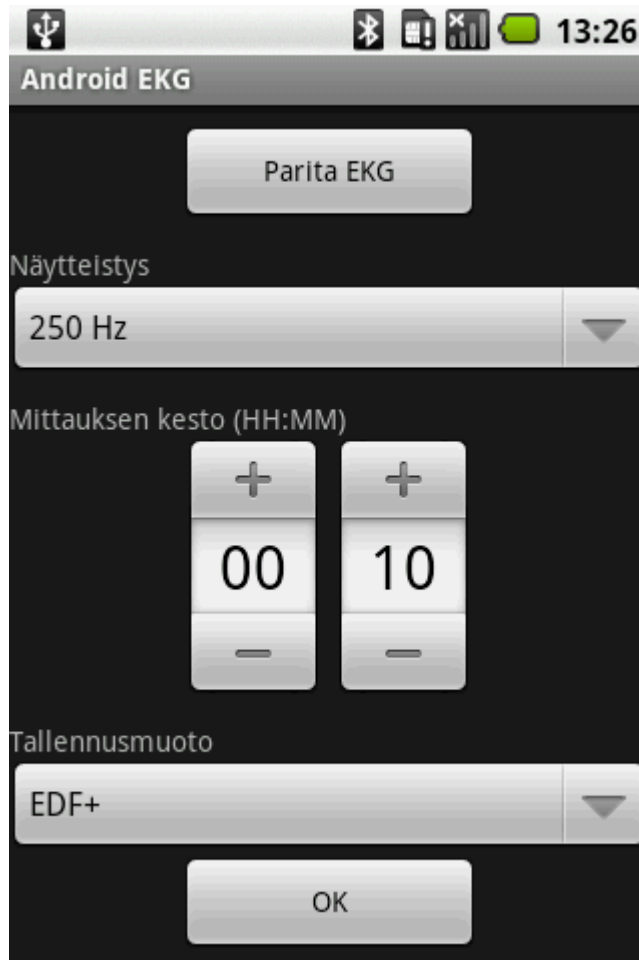 13:26
Android EKG
Parita EKG
Näytteistys
250 Hz
Mittauksen kesto (HH:MM)
+ +
00 10
− −
Tallennusmuoto
EDF+
OK